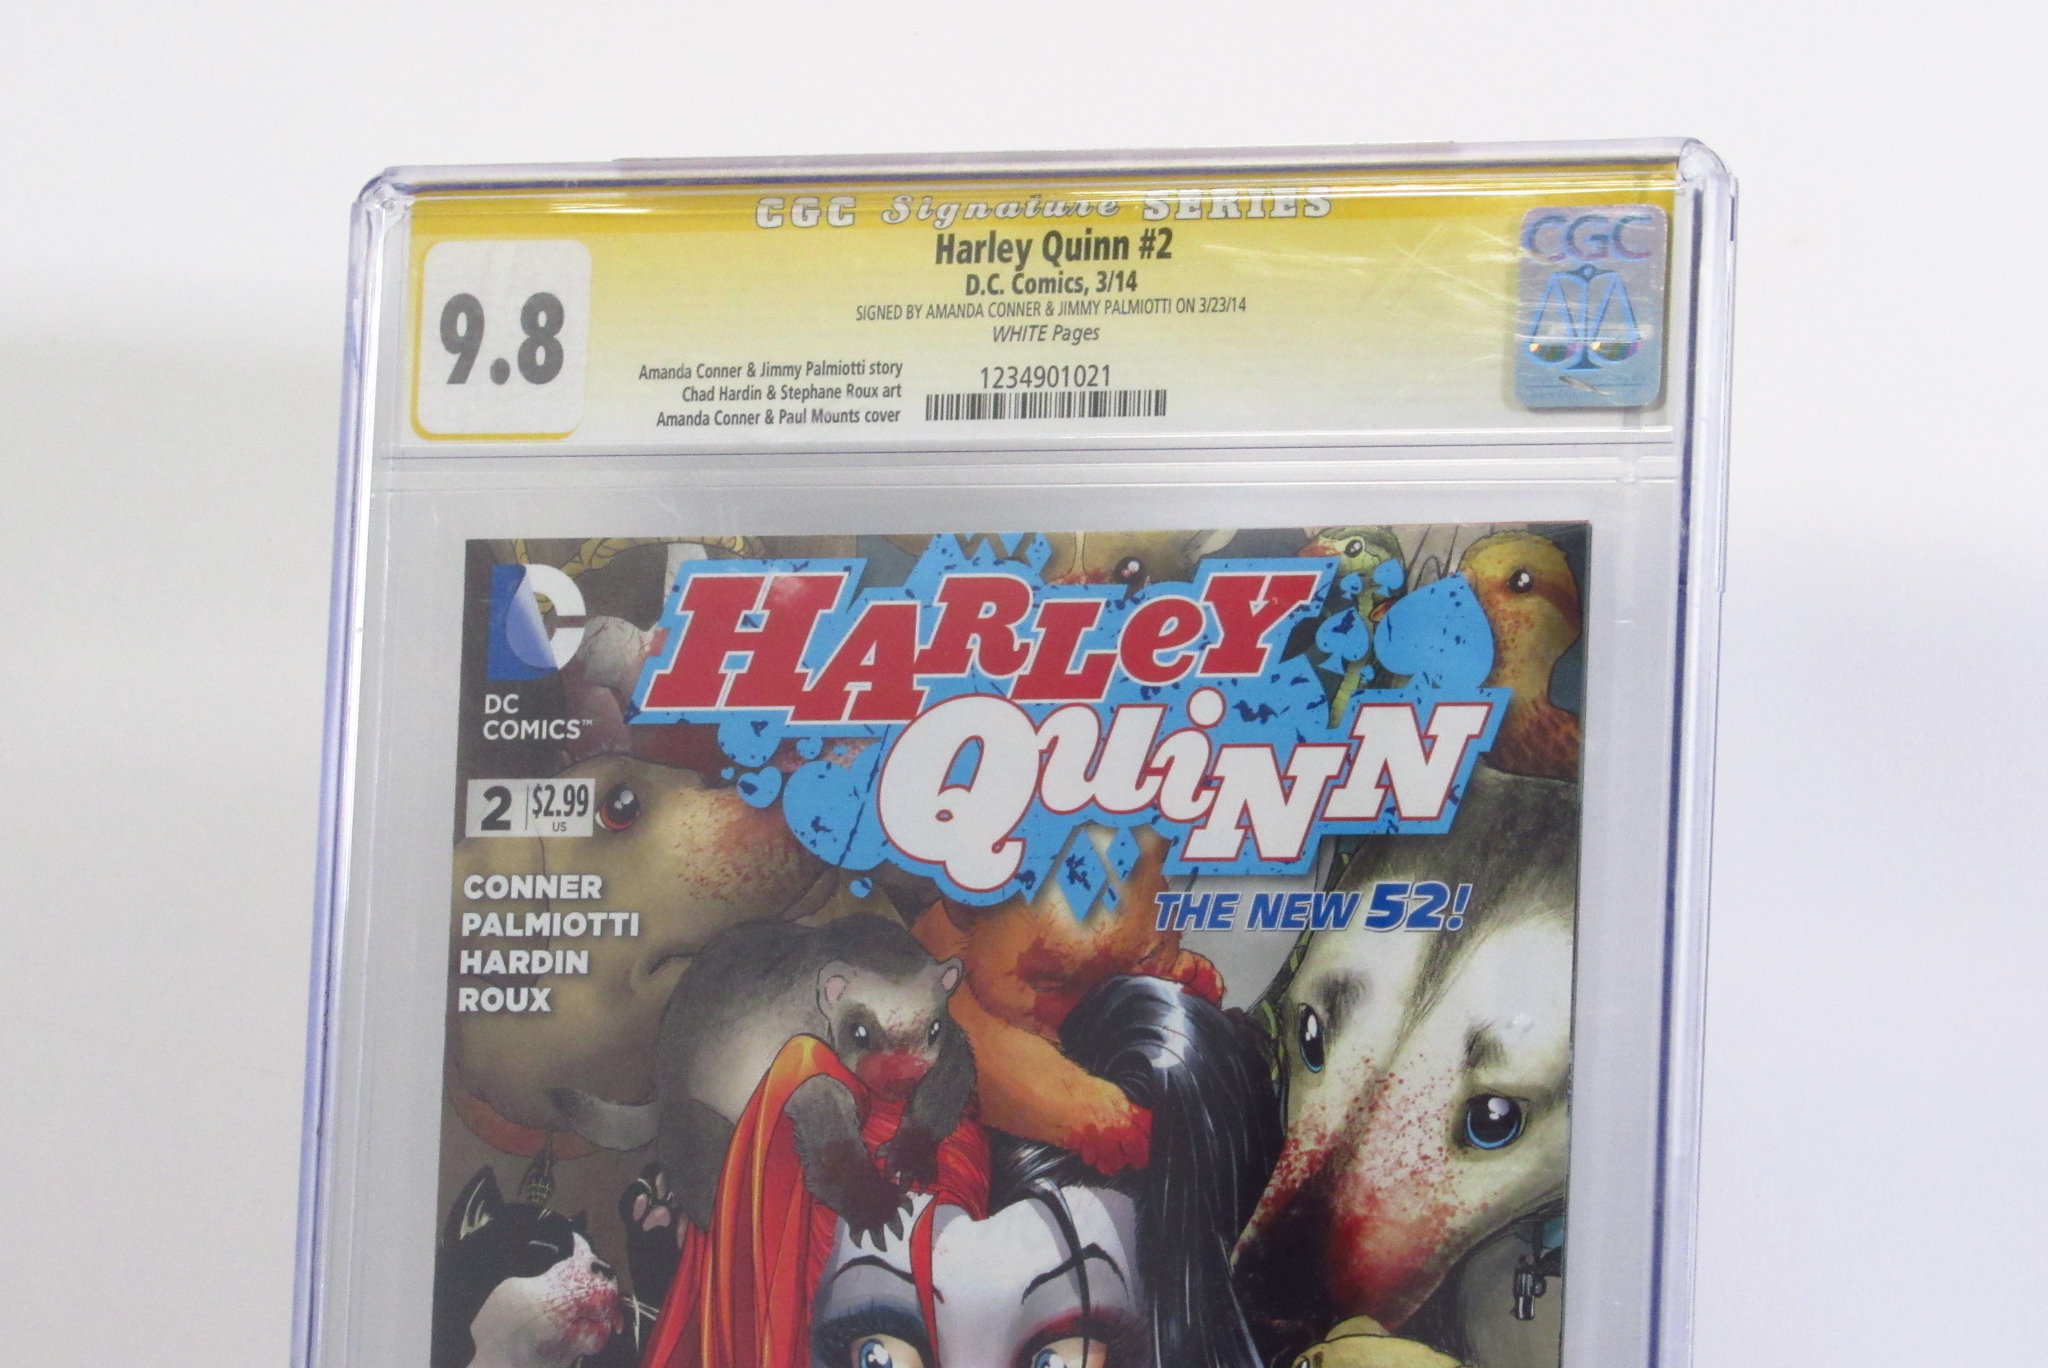 CGC Signature SERIES
Harley Quinn #2
D.C. Comics, 3/14
SIGNED BY AMANDA CONNER & JIMMY PALMIOTTI ON 3/23/14
WHITE Pages
9.8
Amanda Conner & Jimmy Palmiotti story
Chad Hardin & Stephane Roux art
Amanda Conner & Paul Mounts cover
1234901021
CGC
DC
COMICS™
HARLEY
QUINN
THE NEW 52!
2 $2.99
US
CONNER
PALMIOTTI
HARDIN
ROUX